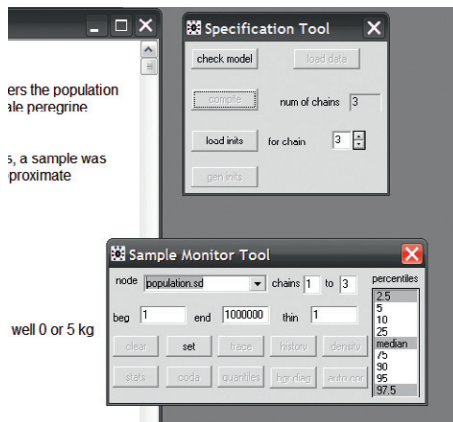 Specification Tool
check model load data
compile num of chains 3
load inits for chain 3
gen inits
ers the population
ale peregrine
s, a sample was
proximate
well 0 or 5 kg
Sample Monitor Tool
node population.sd chains 1 to 3 percentiles
beg 1 end 1000000 thin 1
clear set trace history density
stats coda quantiles bgr diag auto cor
2.5
5
10
25
median
75
90
95
97.5